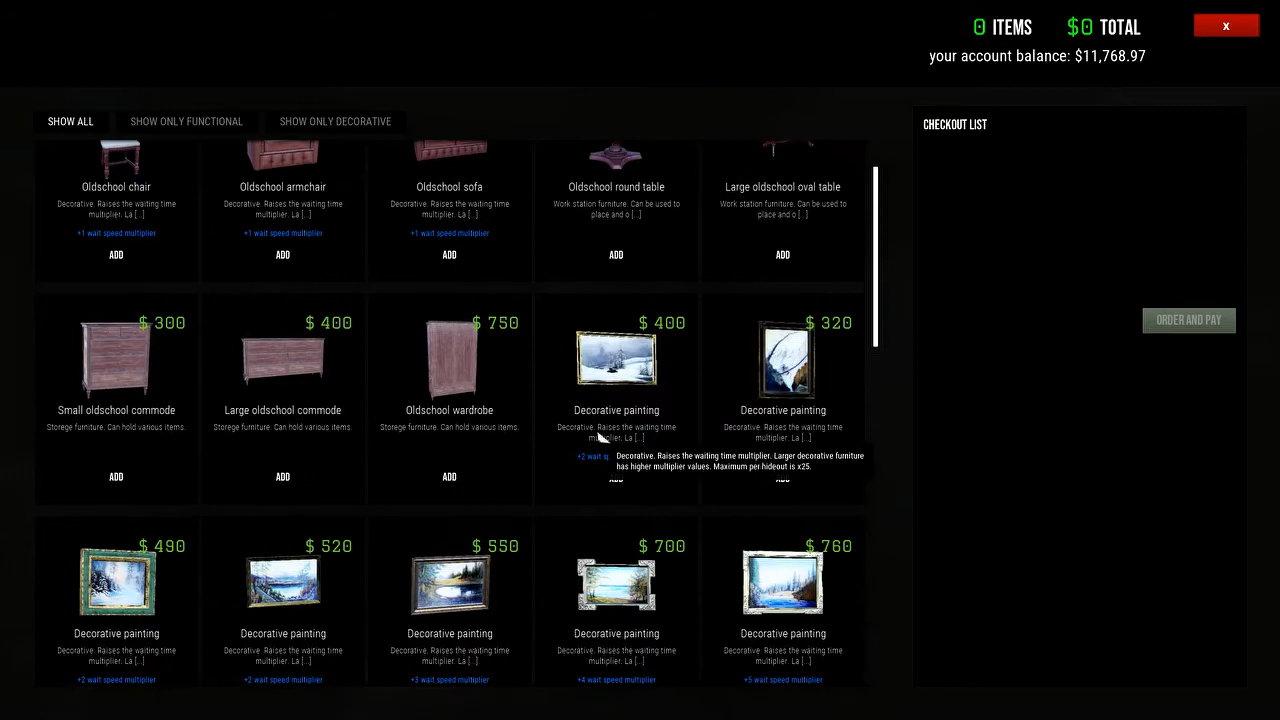 0 ITEMS $0 TOTAL x
your account balance: $11,768.97
SHOW ALL SHOW ONLY FUNCTIONAL SHOW ONLY DECORATIVE
CHECKOUT LIST
Oldschool chair
Decorative. Raises the waiting time
multiplier. La [...]
+1 wait speed multiplier
ADD
Oldschool armchair
Decorative. Raises the waiting time
multiplier. La [...]
+1 wait speed multiplier
ADD
Oldschool sofa
Decorative. Raises the waiting time
multiplier. La [...]
+1 wait speed multiplier
ADD
Oldschool round table
Work station furniture. Can be used to
place and o [...]
ADD
Large oldschool oval table
Work station furniture. Can be used to
place and o [...]
ADD
$ 300
Small oldschool commode
Storege furniture. Can hold various items.
ADD
$ 400
Large oldschool commode
Storege furniture. Can hold various items.
ADD
$ 750
Oldschool wardrobe
Storege furniture. Can hold various items.
ADD
$ 400
Decorative painting
Decorative. Raises the waiting time
multiplier. La [...]
+2 wait sp
$ 320
Decorative painting
Decorative. Raises the waiting time
multiplier. La [...]
Decorative. Raises the waiting time multiplier. Larger decorative furniture
has higher multiplier values. Maximum per hideout is x25.
ORDER AND PAY
$ 490
Decorative painting
Decorative. Raises the waiting time
multiplier. La [...]
+2 wait speed multiplier
$ 520
Decorative painting
Decorative. Raises the waiting time
multiplier. La [...]
+2 wait speed multiplier
$ 550
Decorative painting
Decorative. Raises the waiting time
multiplier. La [...]
+3 wait speed multiplier
$ 700
Decorative painting
Decorative. Raises the waiting time
multiplier. La [...]
+4 wait speed multiplier
$ 760
Decorative painting
Decorative. Raises the waiting time
multiplier. La [...]
+5 wait speed multiplier